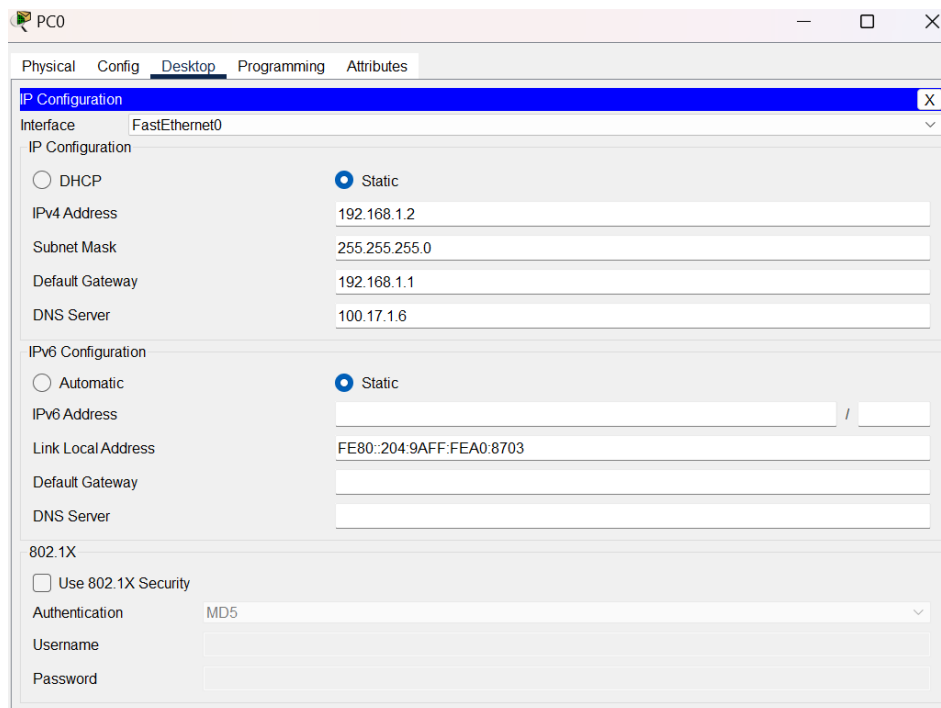 PC0
Physical Config Desktop Programming Attributes
IP Configuration X
Interface FastEthernet0
IP Configuration
DHCP Static
IPv4 Address 192.168.1.2
Subnet Mask 255.255.255.0
Default Gateway 192.168.1.1
DNS Server 100.17.1.6
IPv6 Configuration
Automatic Static
IPv6 Address /
Link Local Address FE80::204:9AFF:FEA0:8703
Default Gateway
DNS Server
802.1X
Use 802.1X Security
Authentication MD5
Username
Password